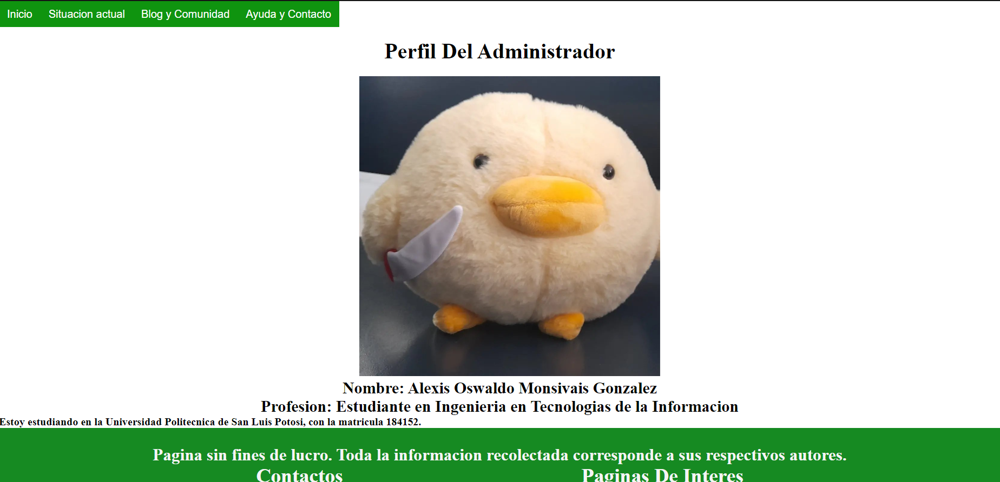 Inicio Situacion actual Blog y Comunidad Ayuda y Contacto
Perfil Del Administrador
Nombre: Alexis Oswaldo Monsivais Gonzalez
Profesion: Estudiante en Ingenieria en Tecnologias de la Informacion
Estoy estudiando en la Universidad Politecnica de San Luis Potosi, con la matricula 184152.
Pagina sin fines de lucro. Toda la informacion recolectada corresponde a sus respectivos autores.
Contactos Paginas De Interes